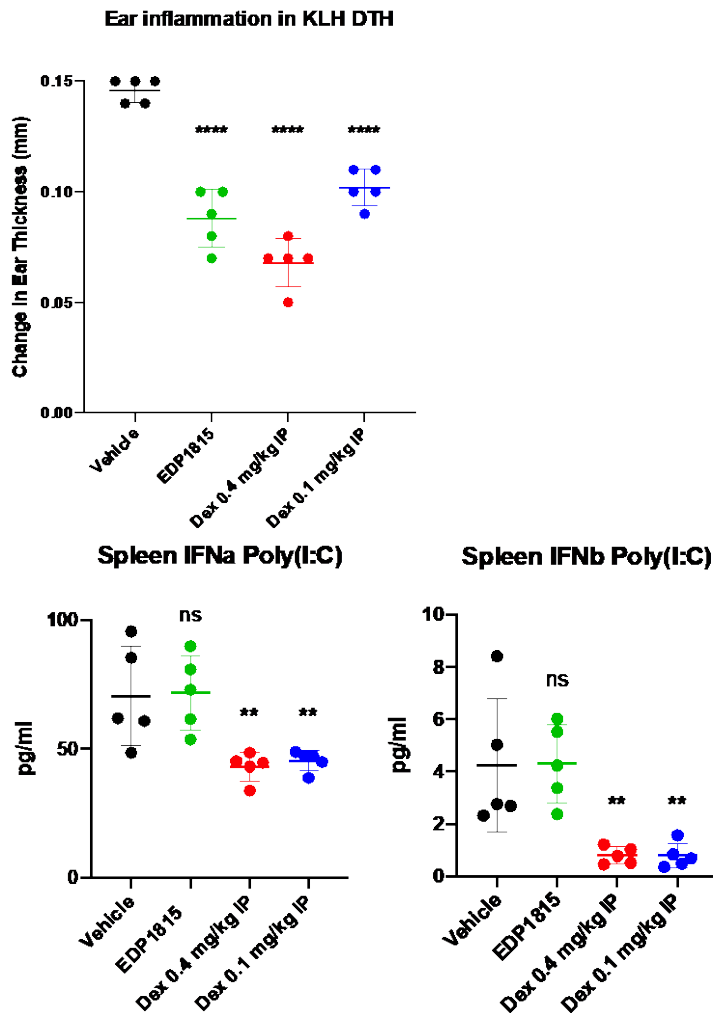 Ear inflammation in KLH DTH
Change in Ear Thickness (mm)
0.15
0.10
0.05
0.00
****
****
****
Vehicle
EDP1815
Dex 0.4 mg/kg IP
Dex 0.1 mg/kg IP
Spleen IFNa Poly(I:C)
pg/ml
100
50
0
ns
**
**
Vehicle
EDP1815
Dex 0.4 mg/kg IP
Dex 0.1 mg/kg IP
Spleen IFNb Poly(I:C)
pg/ml
10
8
6
4
2
0
ns
**
**
Vehicle
EDP1815
Dex 0.4 mg/kg IP
Dex 0.1 mg/kg IP